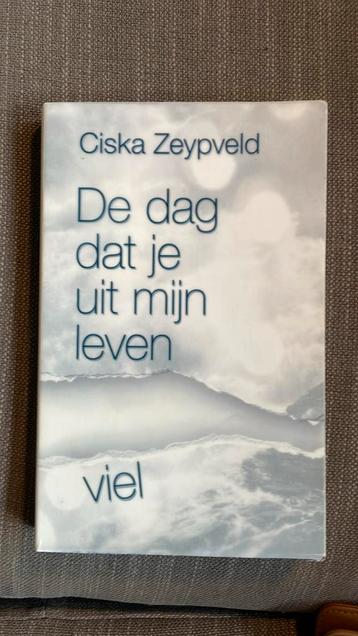 Ciska Zeypveld
De dag
dat je
uit mijn
leven
viel